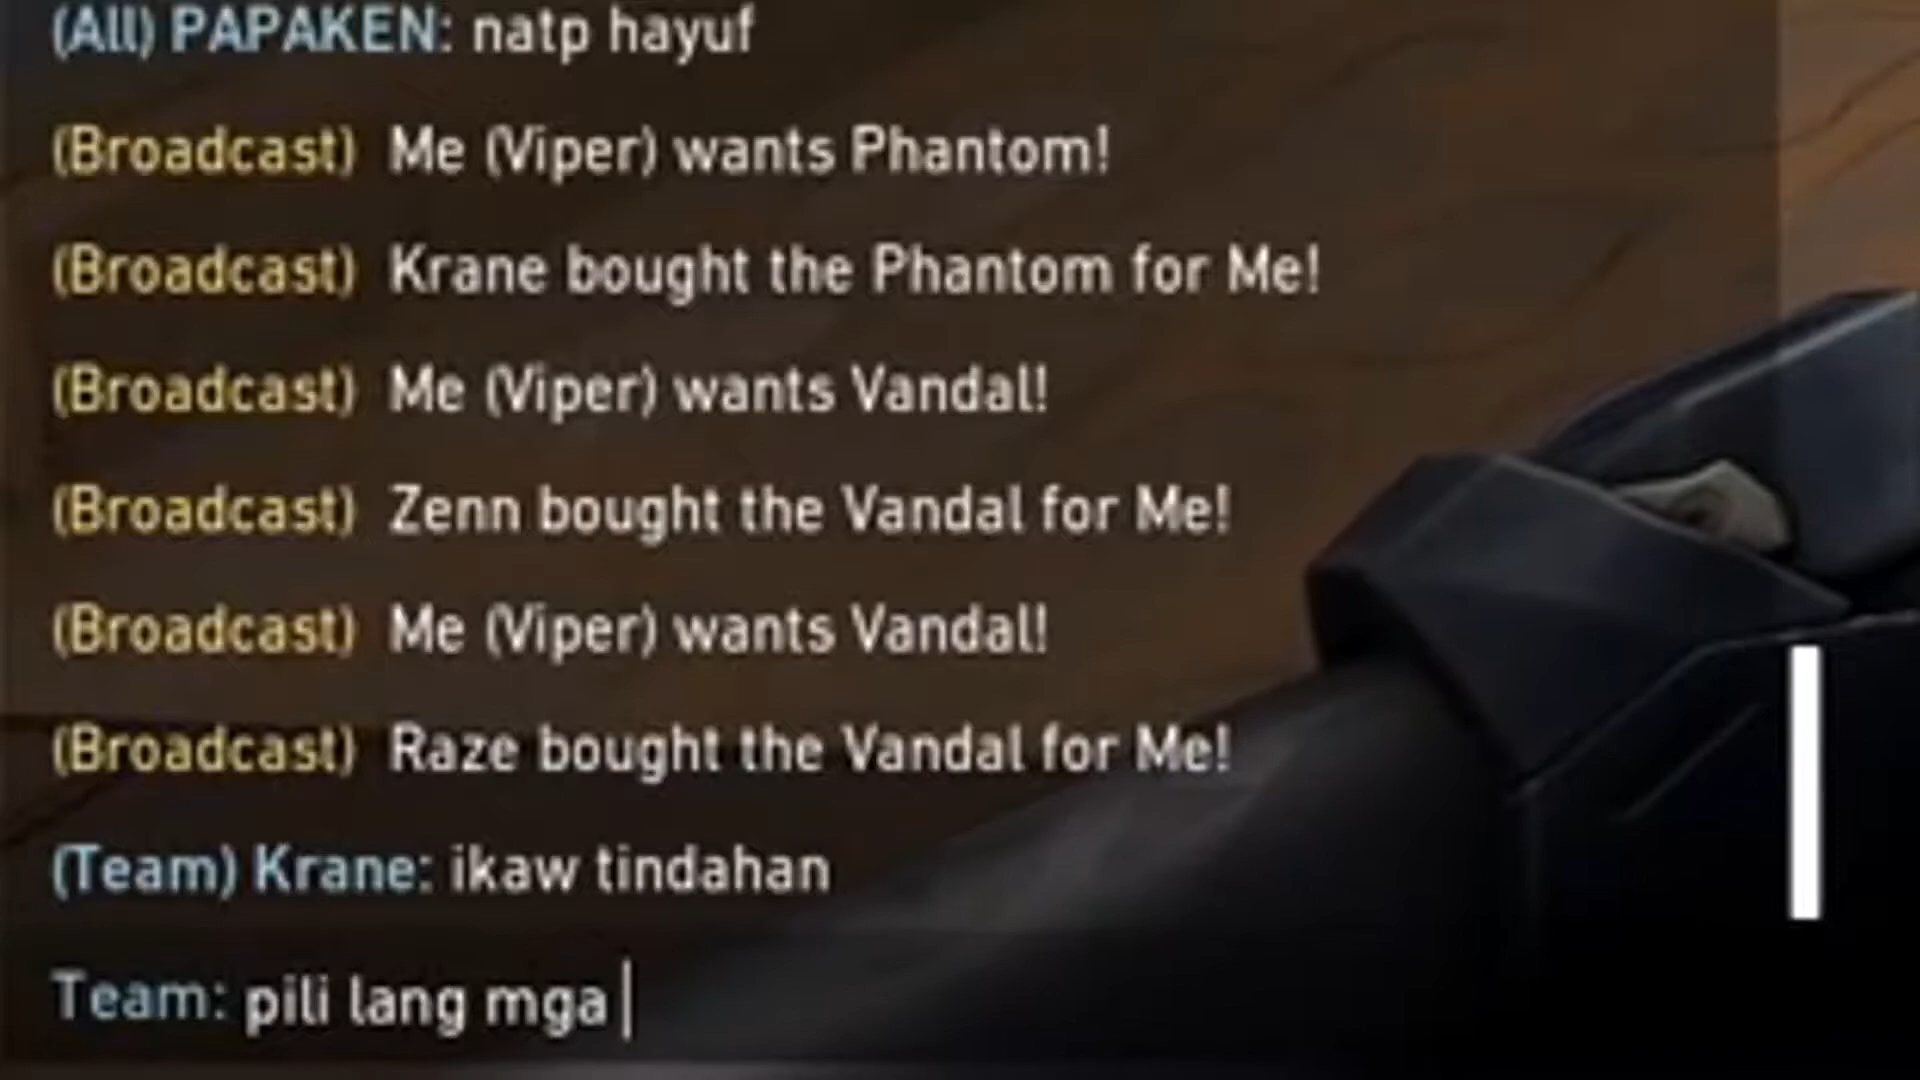 (All) PAPAKEN: natp hayuf
(Broadcast) Me (Viper) wants Phantom!
(Broadcast) Krane bought the Phantom for Me!
(Broadcast) Me (Viper) wants Vandal!
(Broadcast) Zenn bought the Vandal for Me!
(Broadcast) Me (Viper) wants Vandal!
(Broadcast) Raze bought the Vandal for Me!
(Team) Krane: ikaw tindahan
Team: pili lang mga